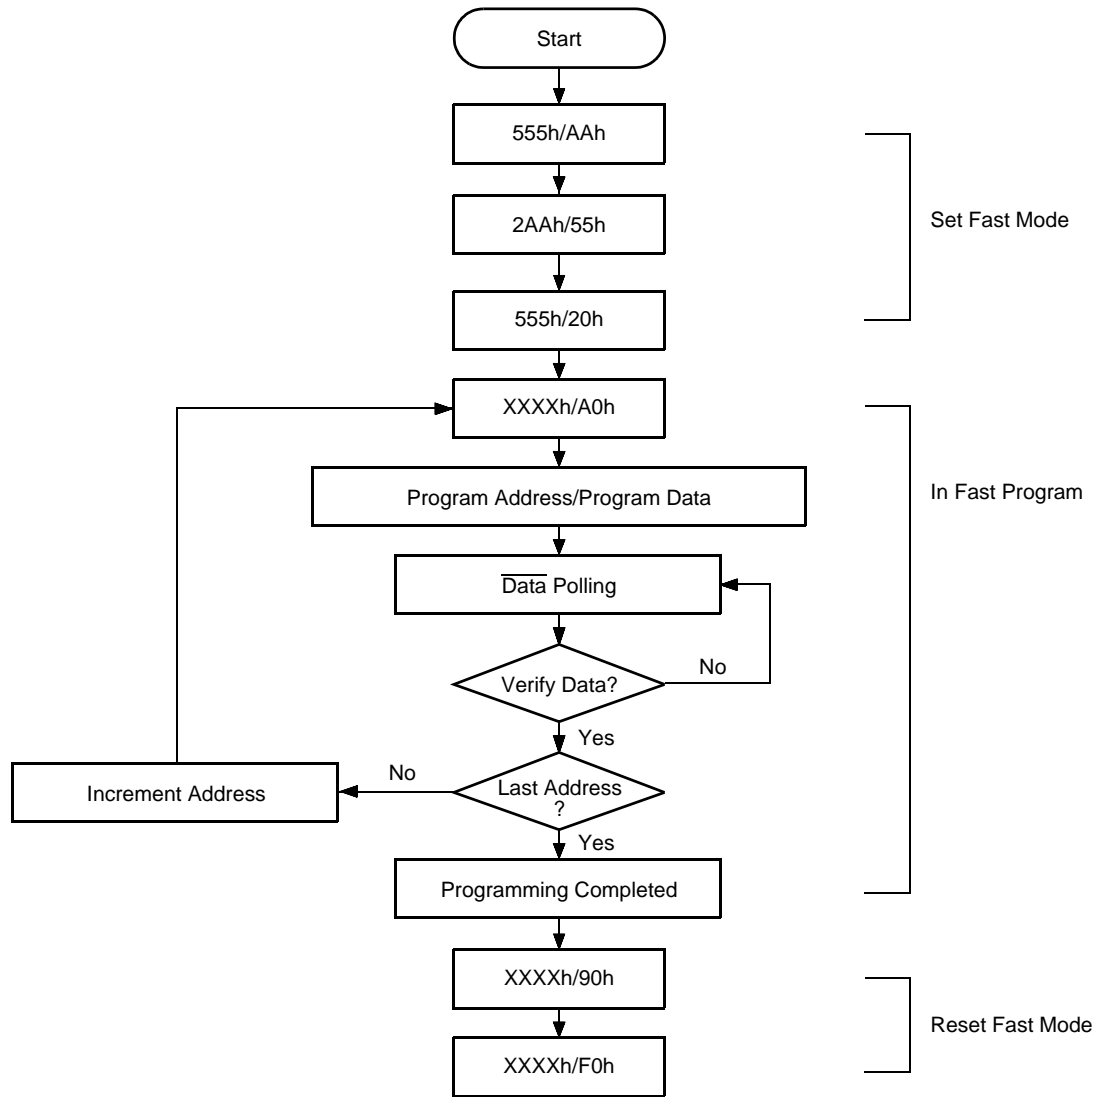 Start
555h/AAh
2AAh/55h
Set Fast Mode
555h/20h
XXXXh/A0h
Program Address/Program Data
In Fast Program
Data Polling
Verify Data?
No
Yes
Last Address
?
No
Increment Address
Yes
Programming Completed
XXXXh/90h
Reset Fast Mode
XXXXh/F0h